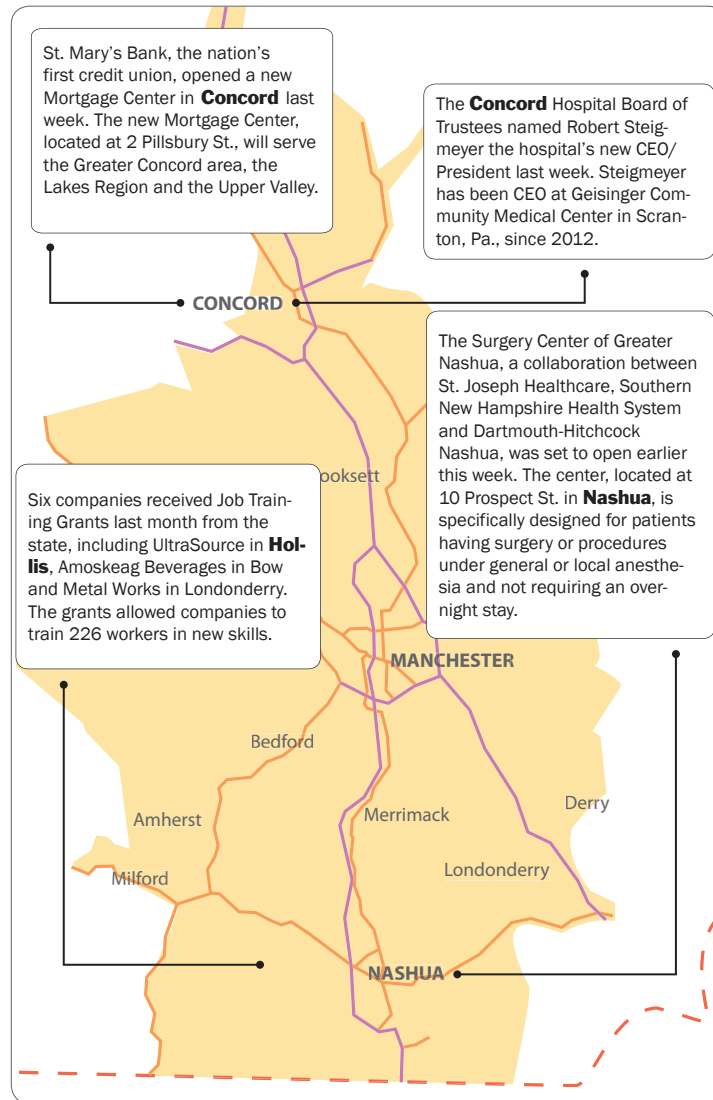 St. Mary's Bank, the nation's
first credit union, opened a new
Mortgage Center in Concord last
week. The new Mortgage Center,
located at 2 Pillsbury St., will serve
the Greater Concord area, the
Lakes Region and the Upper Valley.
The Concord Hospital Board of
Trustees named Robert Steig-
meyer the hospital's new CEO/
President last week. Steigmeyer
has been CEO at Geisinger Com-
munity Medical Center in Scran-
ton, Pa., since 2012.
CONCORD
The Surgery Center of Greater
Nashua, a collaboration between
St. Joseph Healthcare, Southern
New Hampshire Health System
and Dartmouth-Hitchcock
Nashua, was set to open earlier
this week. The center, located at
10 Prospect St. in Nashua, is
specifically designed for patients
having surgery or procedures
under general or local anesthe-
sia and not requiring an over-
night stay.
ooksett
Six companies received Job Train-
ing Grants last month from the
state, including UltraSource in Hol-
lis, Amoskeag Beverages in Bow
and Metal Works in Londonderry.
The grants allowed companies to
train 226 workers in new skills.
MANCHESTER
Bedford
Amherst
Merrimack
Derry
Milford
Londonderry
NASHUA